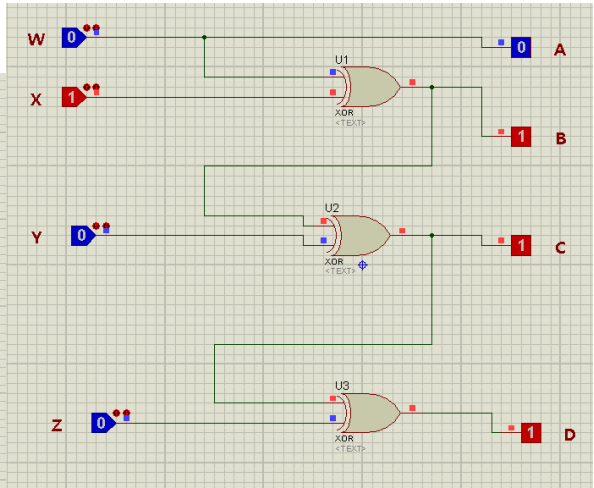 W 0 0 A
U1
X 1
XOR
<TEXT>
1 B
U2
Y 0 1 C
XOR
<TEXT>
U3
Z 0 1 D
XOR
<TEXT>